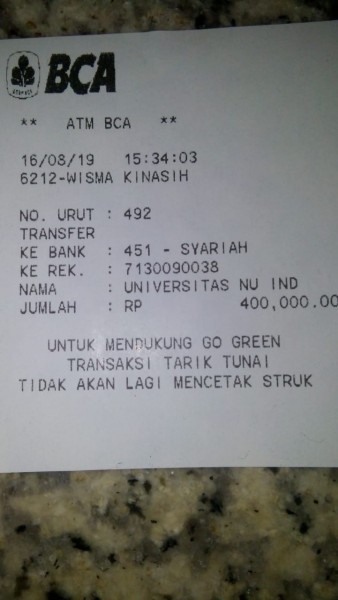 BCA
** ATM BCA **
16/08/19 15:34:03
6212-WISMA KINASIH
NO. URUT : 492
TRANSFER
KE BANK : 451 - SYARIAH
KE REK. : 7130090038
NAMA : UNIVERSITAS NU IND
JUMLAH : RP 400,000.00
UNTUK MENDUKUNG GO GREEN
TRANSAKSI TARIK TUNAI
TIDAK AKAN LAGI MENCETAK STRUK